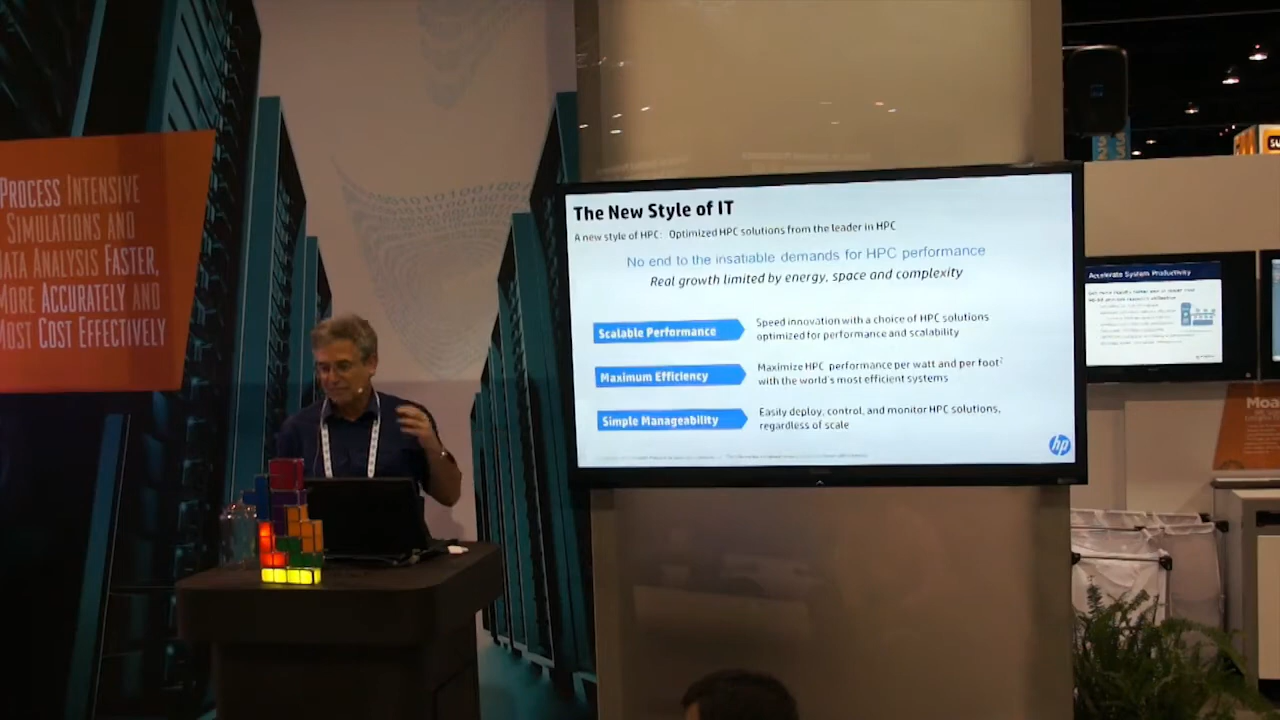 PROCESS INTENSIVE
SIMULATIONS AND
DATA ANALYSIS FASTER,
MORE ACCURATELY AND
MOST COST EFFECTIVELY
The New Style of IT
A new style of HPC: Optimized HPC solutions from the leader in HPC
No end to the insatiable demands for HPC performance
Real growth limited by energy, space and complexity
Scalable Performance
Speed innovation with a choice of HPC solutions
optimized for performance and scalability
Maximum Efficiency
Maximize HPC performance per watt and per foot²
with the world's most efficient systems
Simple Manageability
Easily deploy, control, and monitor HPC solutions,
regardless of scale
hp
Accelerate System Productivity
Moa